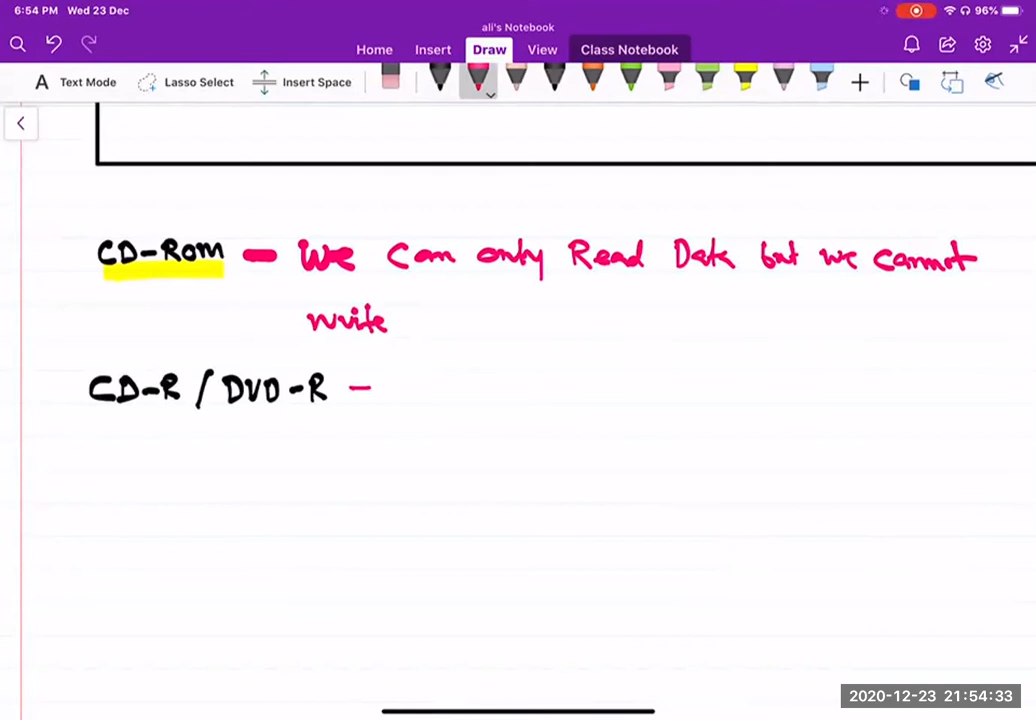 6:54 PM Wed 23 Dec
96%
ali's Notebook
Home Insert Draw View Class Notebook
A Text Mode Lasso Select Insert Space
CD-Rom - We Can only Read Data but we cannot
write
CD-R / DVD-R -
2020-12-23 21:54:33